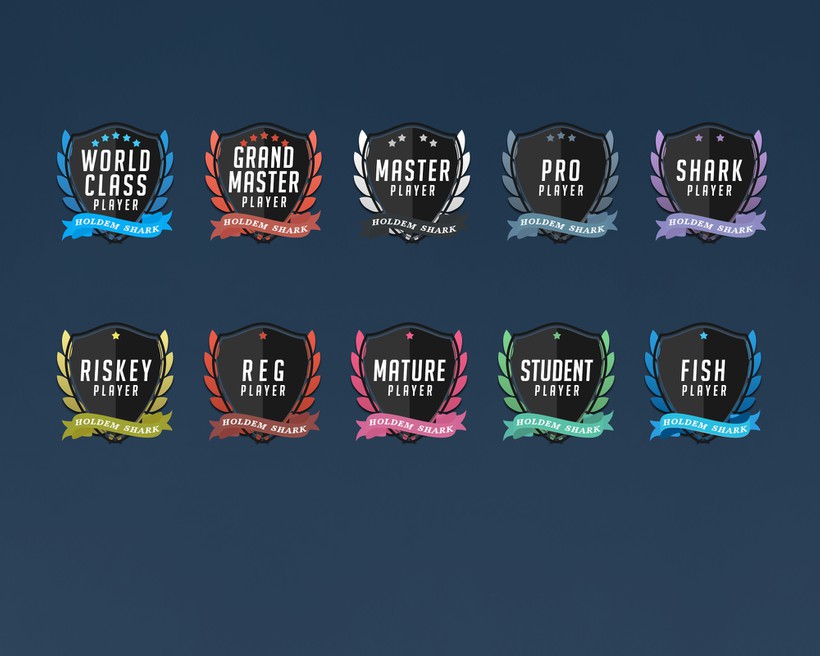 WORLD
CLASS
PLAYER
HOLDEM SHARK
GRAND
MASTER
PLAYER
HOLDEM SHARK
MASTER
PLAYER
HOLDEM SHARK
PRO
PLAYER
HOLDEM SHARK
SHARK
PLAYER
HOLDEM SHARK
RISKEY
PLAYER
HOLDEM SHARK
REG
PLAYER
HOLDEM SHARK
MATURE
PLAYER
HOLDEM SHARK
STUDENT
PLAYER
HOLDEM SHARK
FISH
PLAYER
HOLDEM SHARK